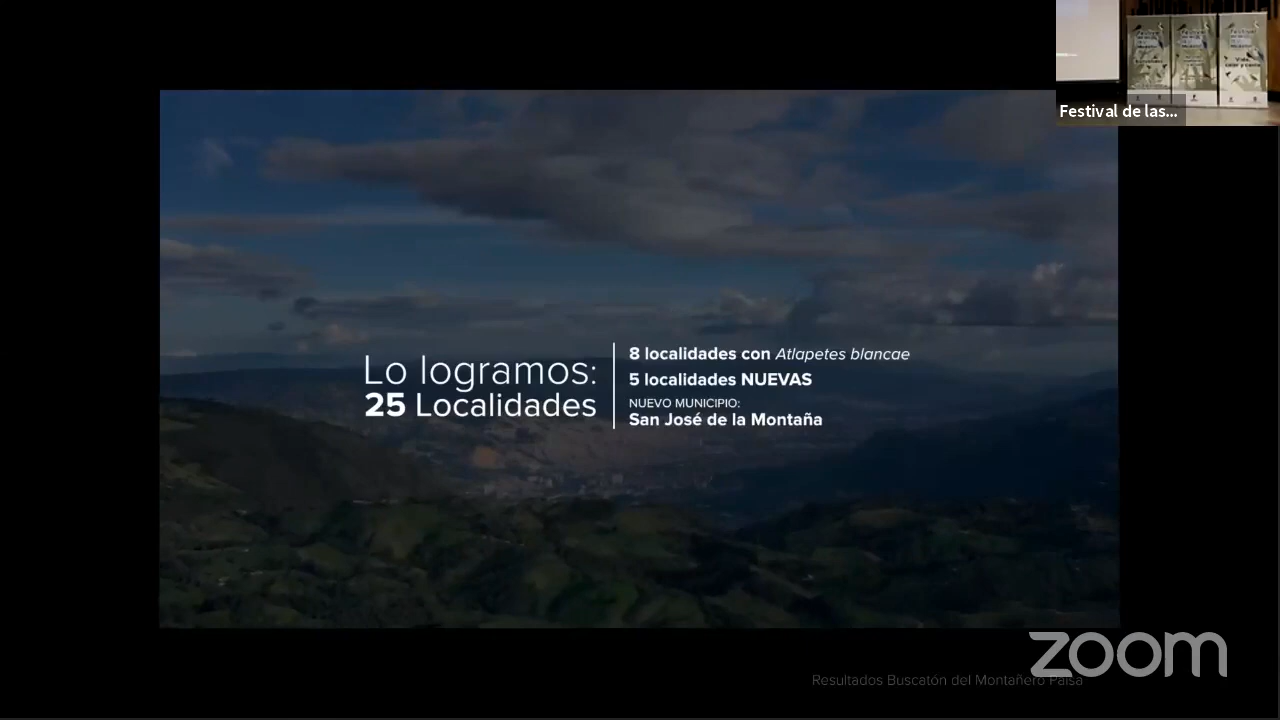 Festival de las...
Lo logramos:
25 Localidades
8 localidades con Atlapetes blancae
5 localidades NUEVAS
NUEVO MUNICIPIO:
San José de la Montaña
zoom
Resultados Buscatón del Montañero Paisa